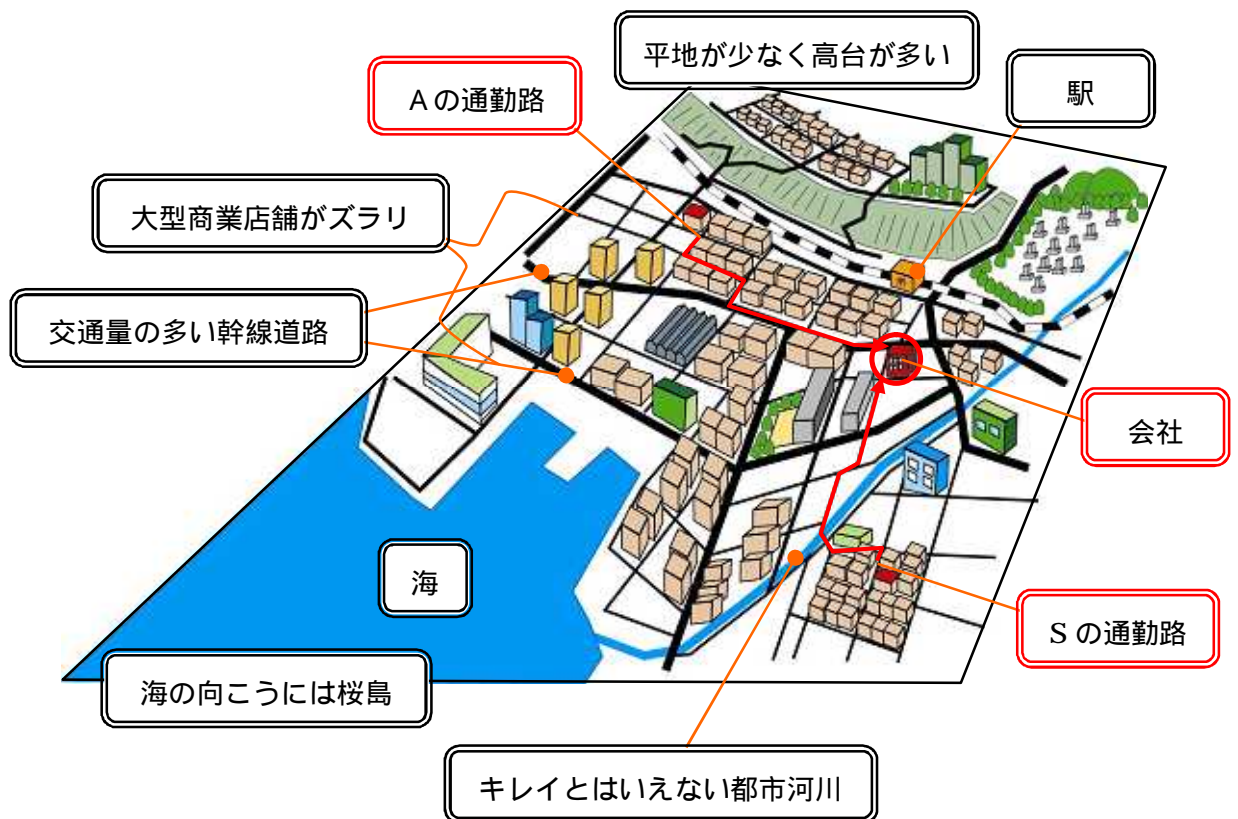 平地が少なく高台が多い
Aの通勤路
駅
大型商業店舗がズラリ
交通量の多い幹線道路
会社
海
Sの通勤路
海の向こうには桜島
キレイとはいえない都市河川